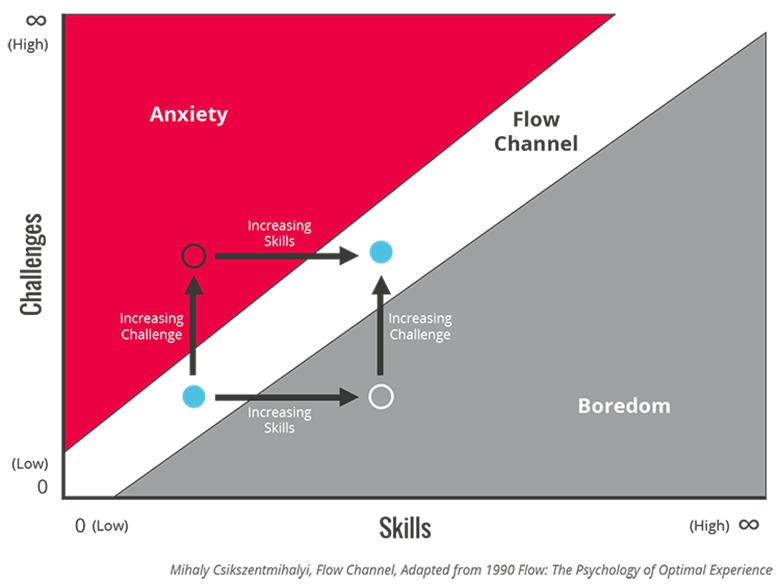 ∞
(High)
Anxiety
Flow
Channel
Increasing
Skills
Challenges
Increasing
Challenge
Increasing
Challenge
Increasing
Skills
Boredom
(Low)
0
0 (Low)
Skills
(High) ∞
Mihaly Csikszentmihalyi, Flow Channel, Adapted from 1990 Flow: The Psychology of Optimal Experience